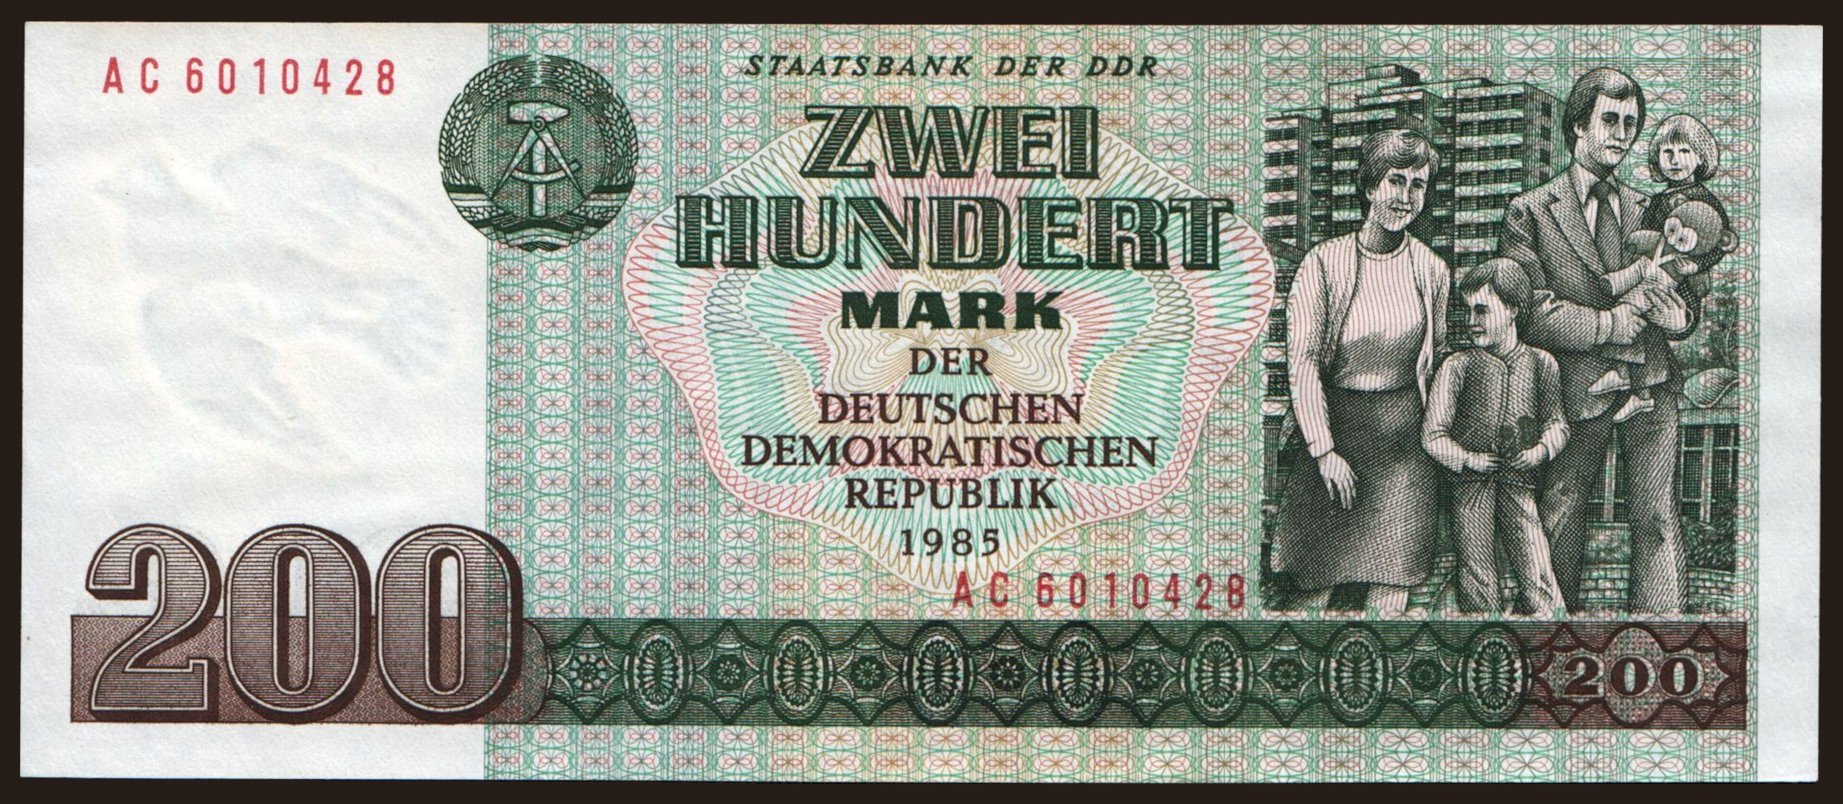 AC 6010428
STAATSBANK DER DDR
ZWEI
HUNDERT
MARK
DER
DEUTSCHEN
DEMOKRATISCHEN
REPUBLIK
1985
AC 6010428
200
200